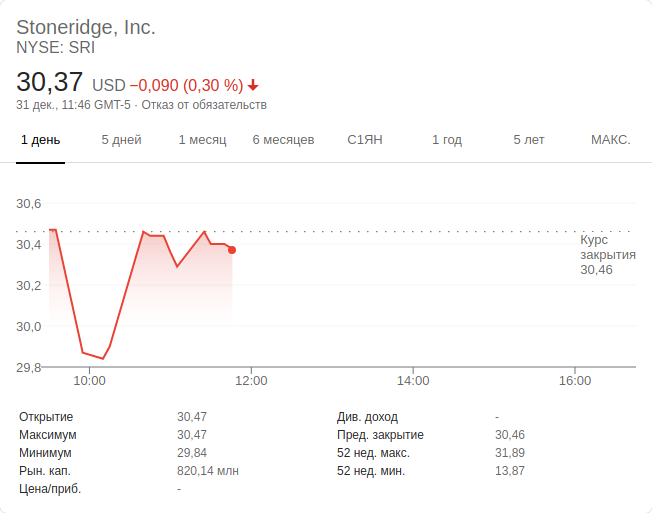 Stoneridge, Inc.
NYSE: SRI
30,37 USD −0,090 (0,30 %)
31 дек., 11:46 GMT-5 · Отказ от обязательств
1 день 5 дней 1 месяц 6 месяцев С1ЯН 1 год 5 лет МАКС.
30,6
30,4
30,2
30,0
29,8
Курс
закрытия
30,46
10:00 12:00 14:00 16:00
Открытие 30,47
Максимум 30,47
Минимум 29,84
Рын. кап. 820,14 млн
Цена/приб. -
Див. доход -
Пред. закрытие 30,46
52 нед. макс. 31,89
52 нед. мин. 13,87